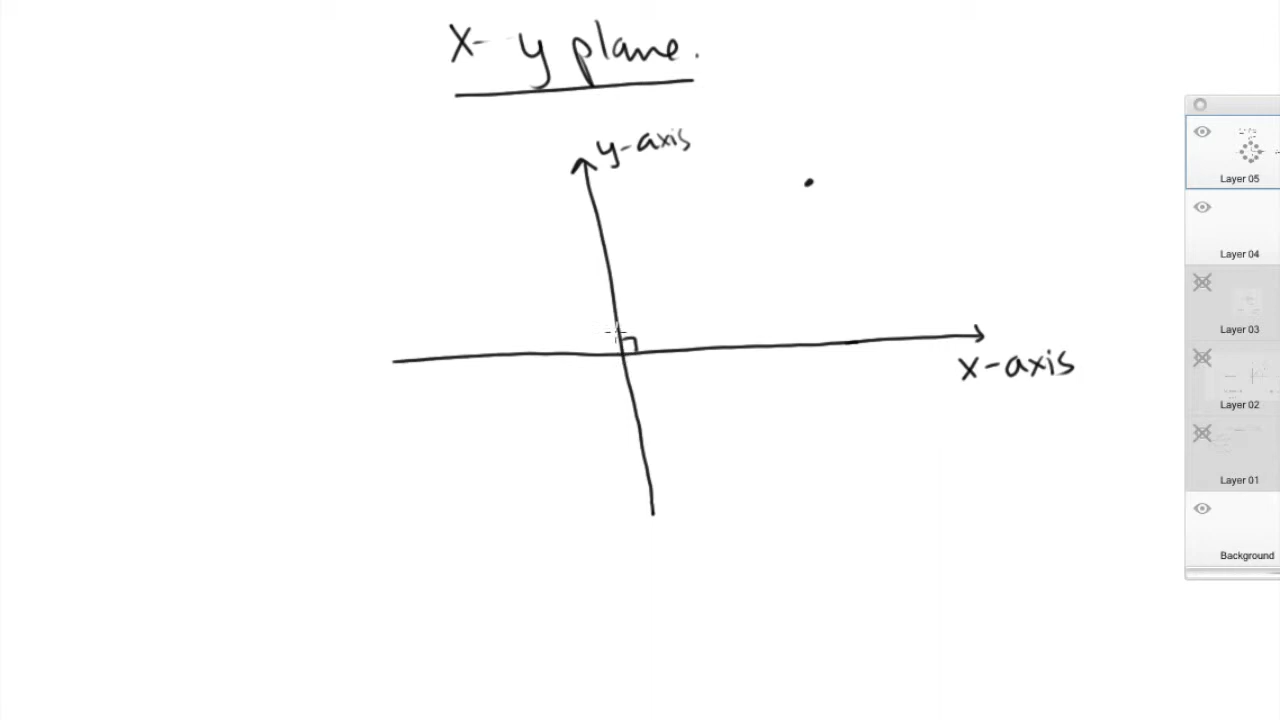 x-y plane.
y-axis
x-axis
Layer 05
Layer 04
Layer 03
Layer 02
Layer 01
Background